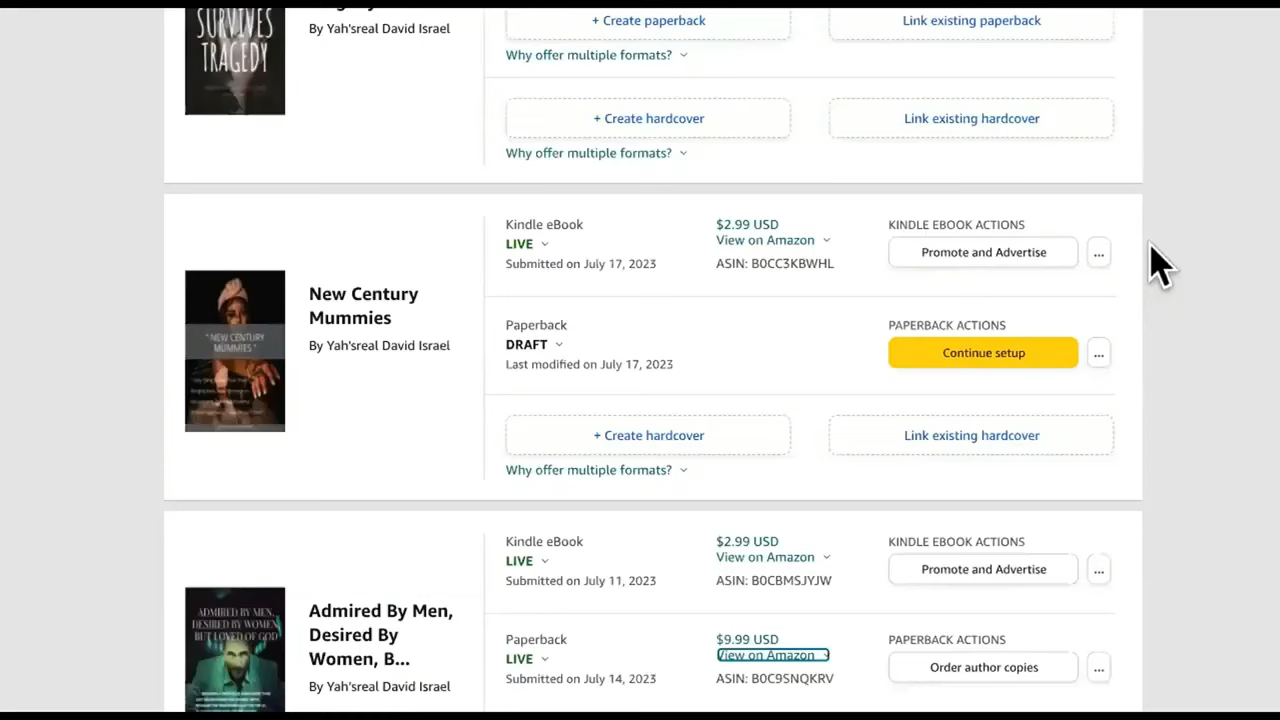 SURVIVES
TRAGEDY
By Yah'sreal David Israel
+ Create paperback
Link existing paperback
Why offer multiple formats?
+ Create hardcover
Link existing hardcover
Why offer multiple formats?
" NEW CENTURY
MUMMIES "
New Century
Mummies
By Yah'sreal David Israel
Kindle eBook
LIVE
Submitted on July 17, 2023
$2.99 USD
View on Amazon
ASIN: B0CC3KBWHL
KINDLE EBOOK ACTIONS
Promote and Advertise
...
Paperback
DRAFT
Last modified on July 17, 2023
PAPERBACK ACTIONS
Continue setup
...
+ Create hardcover
Link existing hardcover
Why offer multiple formats?
ADMIRED BY MEN,
DESIRED BY WOMEN,
BUT LOVED OF GOD
Admired By Men,
Desired By
Women, B...
By Yah'sreal David Israel
Kindle eBook
LIVE
Submitted on July 11, 2023
$2.99 USD
View on Amazon
ASIN: B0CBMSJYJW
KINDLE EBOOK ACTIONS
Promote and Advertise
...
Paperback
LIVE
Submitted on July 14, 2023
$9.99 USD
View on Amazon
ASIN: B0C9SNQKRV
PAPERBACK ACTIONS
Order author copies
...